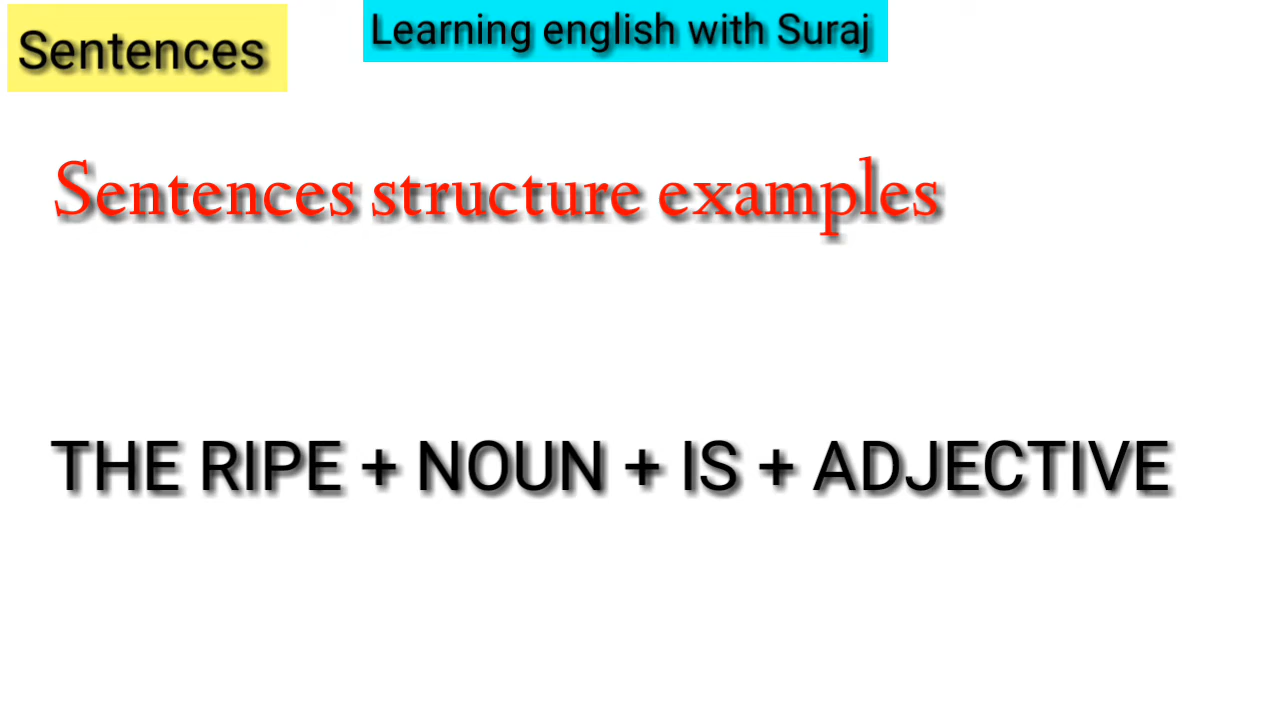 Sentences
Learning english with Suraj
Sentences structure examples
THE RIPE + NOUN + IS + ADJECTIVE